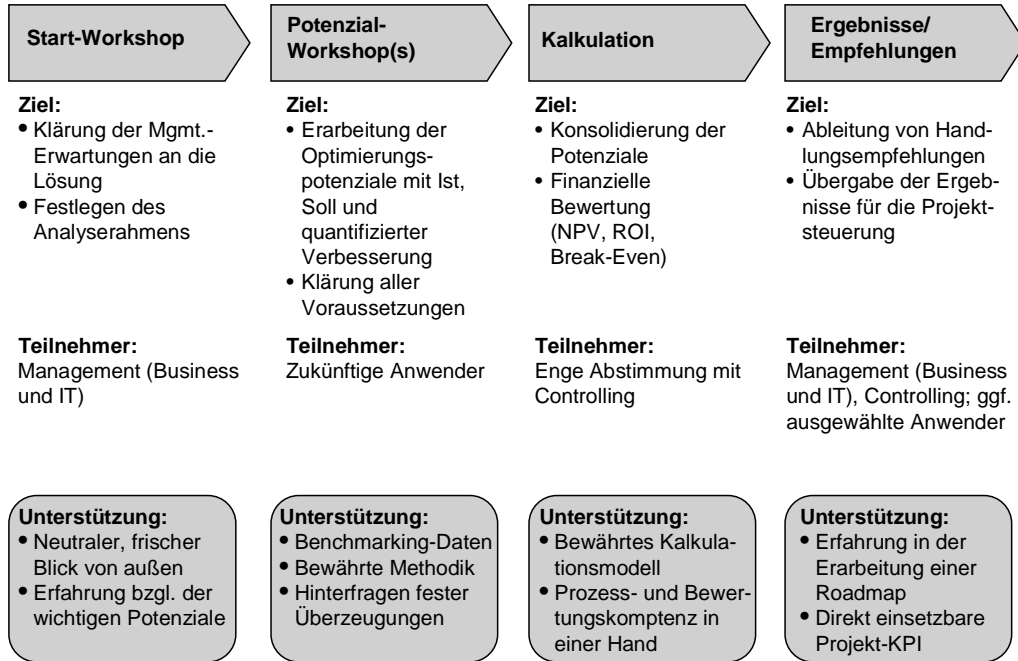 Start-Workshop
Potenzial-
Workshop(s)
Kalkulation
Ergebnisse/
Empfehlungen
Ziel:
• Klärung der Mgmt.-
Erwartungen an die
Lösung
• Festlegen des
Analyserahmens
Ziel:
• Erarbeitung der
Optimierungs-
potenziale mit Ist,
Soll und
quantifizierter
Verbesserung
• Klärung aller
Voraussetzungen
Ziel:
• Konsolidierung der
Potenziale
• Finanzielle
Bewertung
(NPV, ROI,
Break-Even)
Ziel:
• Ableitung von Hand-
lungsempfehlungen
• Übergabe der Ergeb-
nisse für die Projekt-
steuerung
Teilnehmer:
Management (Business
und IT)
Teilnehmer:
Zukünftige Anwender
Teilnehmer:
Enge Abstimmung mit
Controlling
Teilnehmer:
Management (Business
und IT), Controlling; ggf.
ausgewählte Anwender
Unterstützung:
• Neutraler, frischer
Blick von außen
• Erfahrung bzgl. der
wichtigen Potenziale
Unterstützung:
• Benchmarking-Daten
• Bewährte Methodik
• Hinterfragen fester
Überzeugungen
Unterstützung:
• Bewährtes Kalkula-
tionsmodell
• Prozess- und Bewer-
tungskomptenz in
einer Hand
Unterstützung:
• Erfahrung in der
Erarbeitung einer
Roadmap
• Direkt einsetzbare
Projekt-KPI